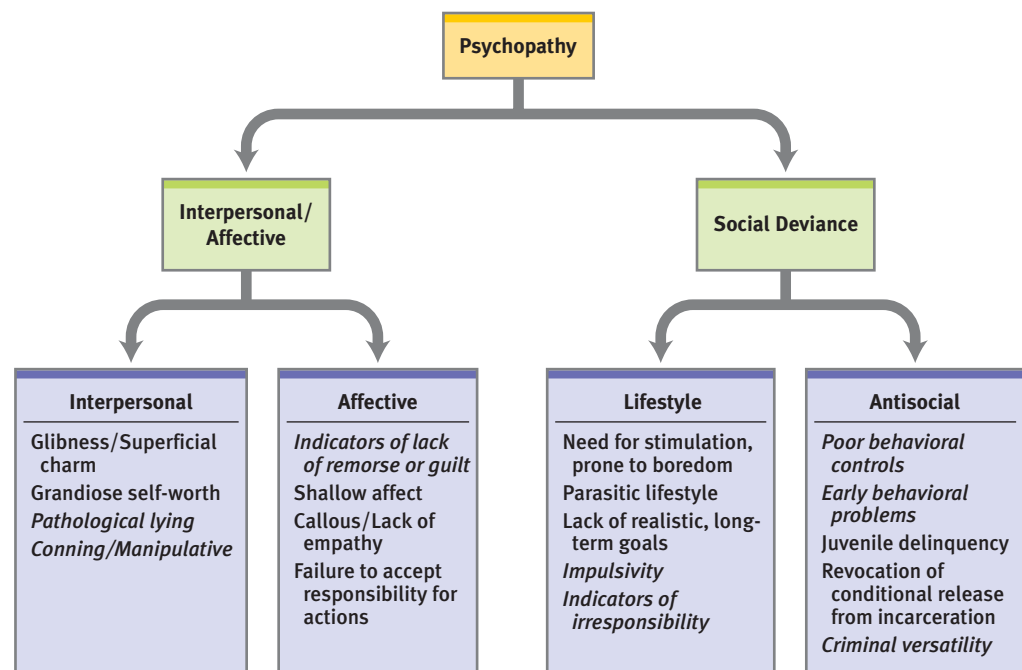 Psychopathy
Interpersonal/
Affective
Social Deviance
Interpersonal
Glibness/Superficial
charm
Grandiose self-worth
Pathological lying
Conning/Manipulative
Affective
Indicators of lack
of remorse or guilt
Shallow affect
Callous/Lack of
empathy
Failure to accept
responsibility for
actions
Lifestyle
Need for stimulation,
prone to boredom
Parasitic lifestyle
Lack of realistic, long-
term goals
Impulsivity
Indicators of
irresponsibility
Antisocial
Poor behavioral
controls
Early behavioral
problems
Juvenile delinquency
Revocation of
conditional release
from incarceration
Criminal versatility